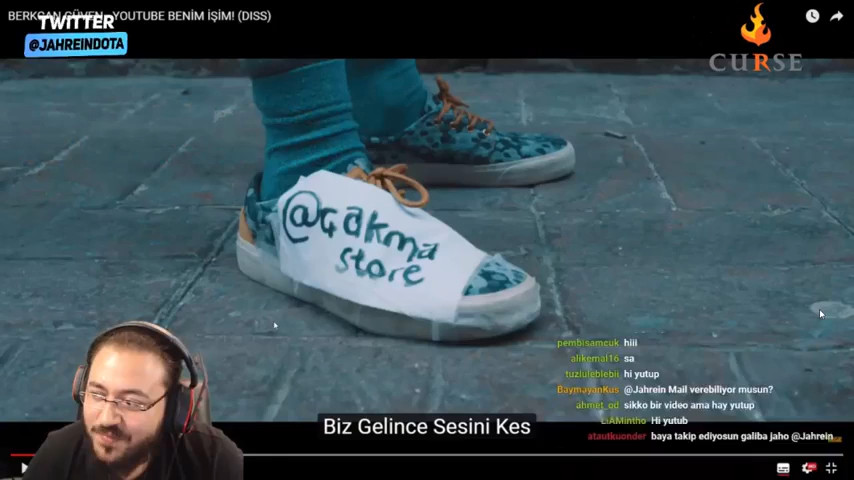 BERKCAN GÜVEN - YOUTUBE BENİM İŞİM! (DISS)
TWITTER
@JAHREINDOTA
CURSE
@çakma
store
pembisamcuk hiii
alikemal16 sa
tuzluleblebii hi yutup
BaymayanKus @Jahrein Mail verebiliyor musun?
ahmet_od sikko bir video ama hay yutup
LiAMintho Hi yutub
atautkuonder baya takip ediyosun galiba jaho @Jahrein
Biz Gelince Sesini Kes